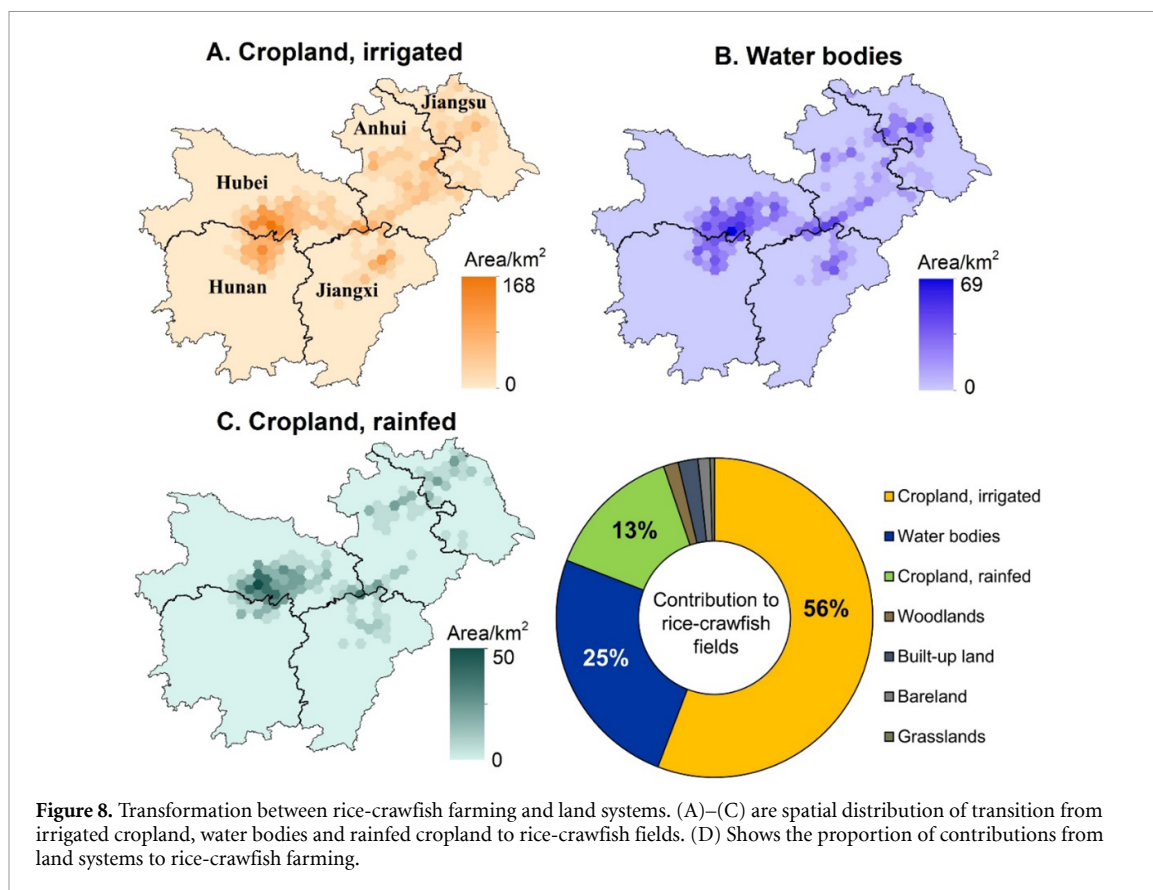 A. Cropland, irrigated
Jiangsu
Anhui
Hubei
Hunan
Jiangxi
Area/km²
168
0
B. Water bodies
Area/km²
69
0
C. Cropland, rainfed
Area/km²
50
0
13%
25%
56%
Contribution to
rice-crawfish
fields
Cropland, irrigated
Water bodies
Cropland, rainfed
Woodlands
Built-up land
Bareland
Grasslands
Figure 8. Transformation between rice-crawfish farming and land systems. (A)–(C) are spatial distribution of transition from
irrigated cropland, water bodies and rainfed cropland to rice-crawfish fields. (D) Shows the proportion of contributions from
land systems to rice-crawfish farming.